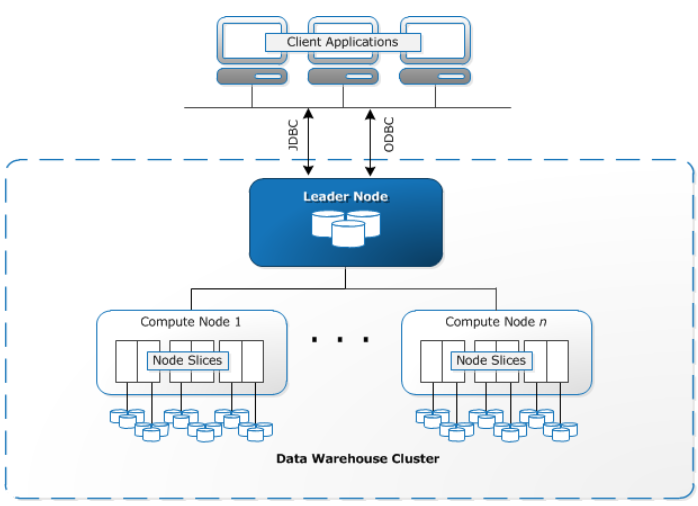 Client Applications
JDBC
ODBC
Leader Node
Compute Node 1
Compute Node n
Node Slices
Node Slices
. . .
Data Warehouse Cluster